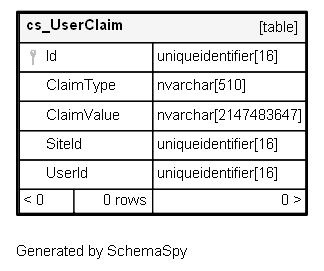 cs_UserClaim [table]
Id uniqueidentifier[16]
ClaimType nvarchar[510]
ClaimValue nvarchar[2147483647]
SiteId uniqueidentifier[16]
UserId uniqueidentifier[16]
< 0 0 rows 0 >
Generated by SchemaSpy